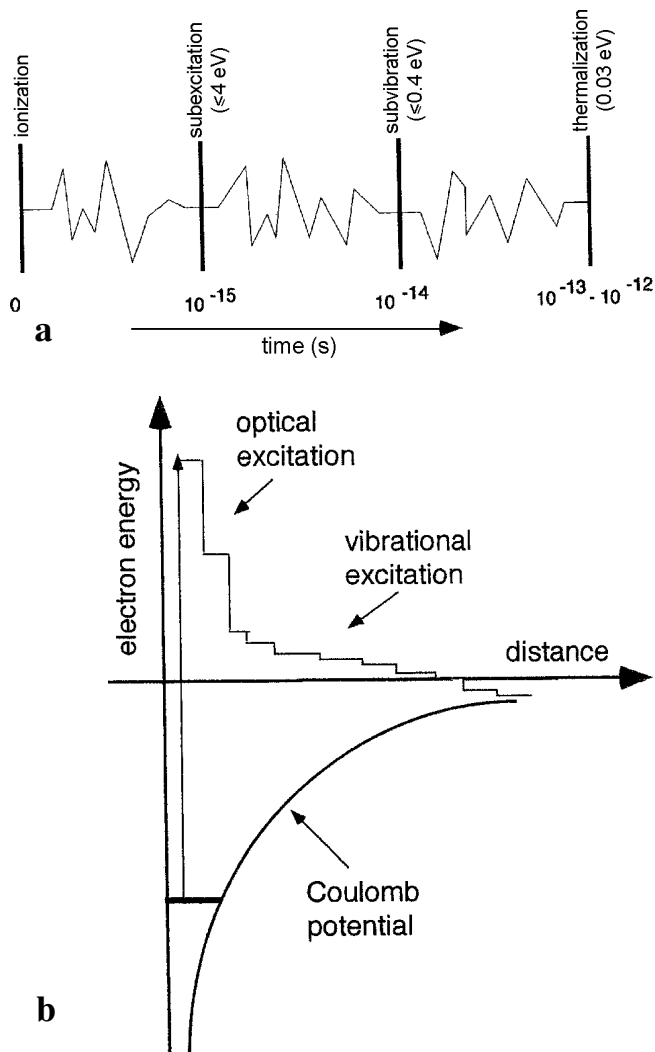 ionization
subexcitation
(≤4 eV)
subvibration
(≤0.4 eV)
thermalization
(0.03 eV)
0
10⁻¹⁵
10⁻¹⁴
10⁻¹³ - 10⁻¹²
a
time (s)
optical
excitation
electron energy
vibrational
excitation
distance
Coulomb
potential
b